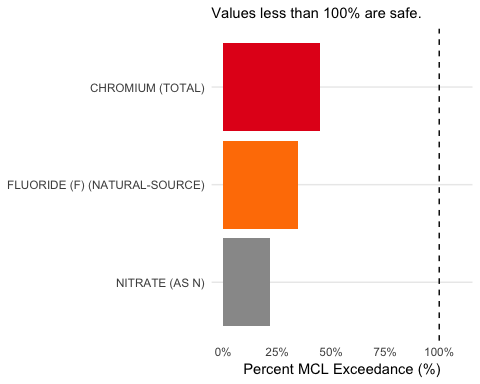 Values less than 100% are safe.
CHROMIUM (TOTAL)
FLUORIDE (F) (NATURAL-SOURCE)
NITRATE (AS N)
0% 25% 50% 75% 100%
Percent MCL Exceedance (%)